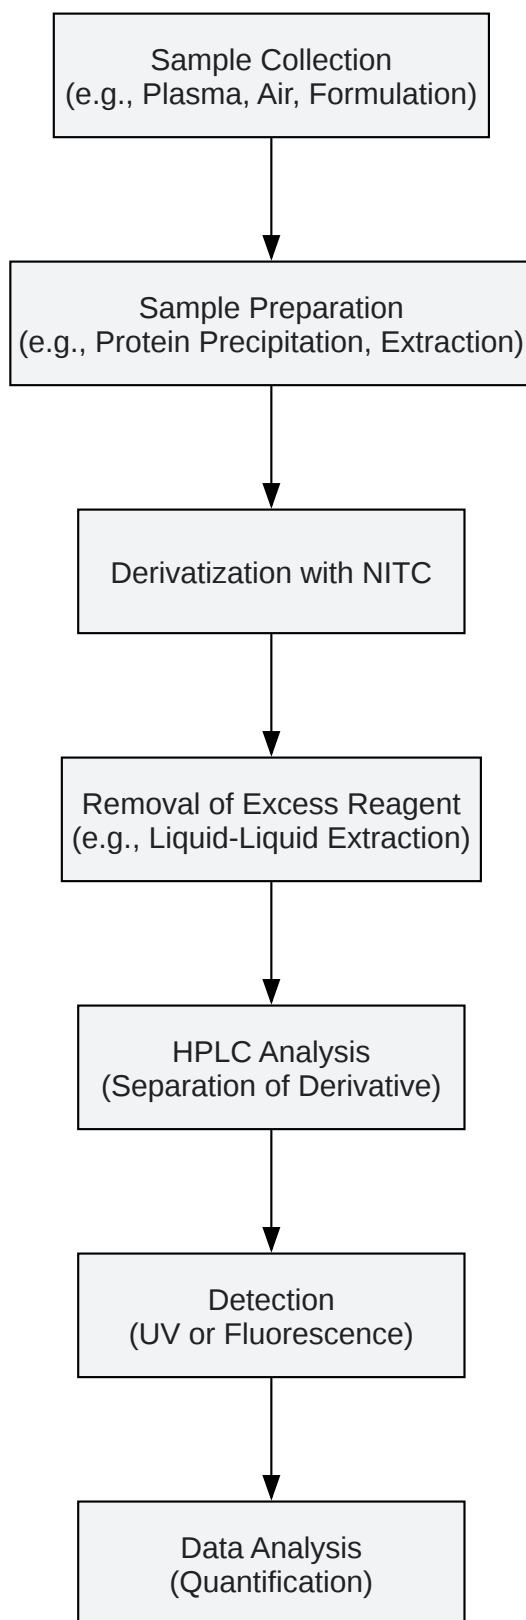 Sample Collection
(e.g., Plasma, Air, Formulation)
Sample Preparation
(e.g., Protein Precipitation, Extraction)
Derivatization with NITC
Removal of Excess Reagent
(e.g., Liquid-Liquid Extraction)
HPLC Analysis
(Separation of Derivative)
Detection
(UV or Fluorescence)
Data Analysis
(Quantification)